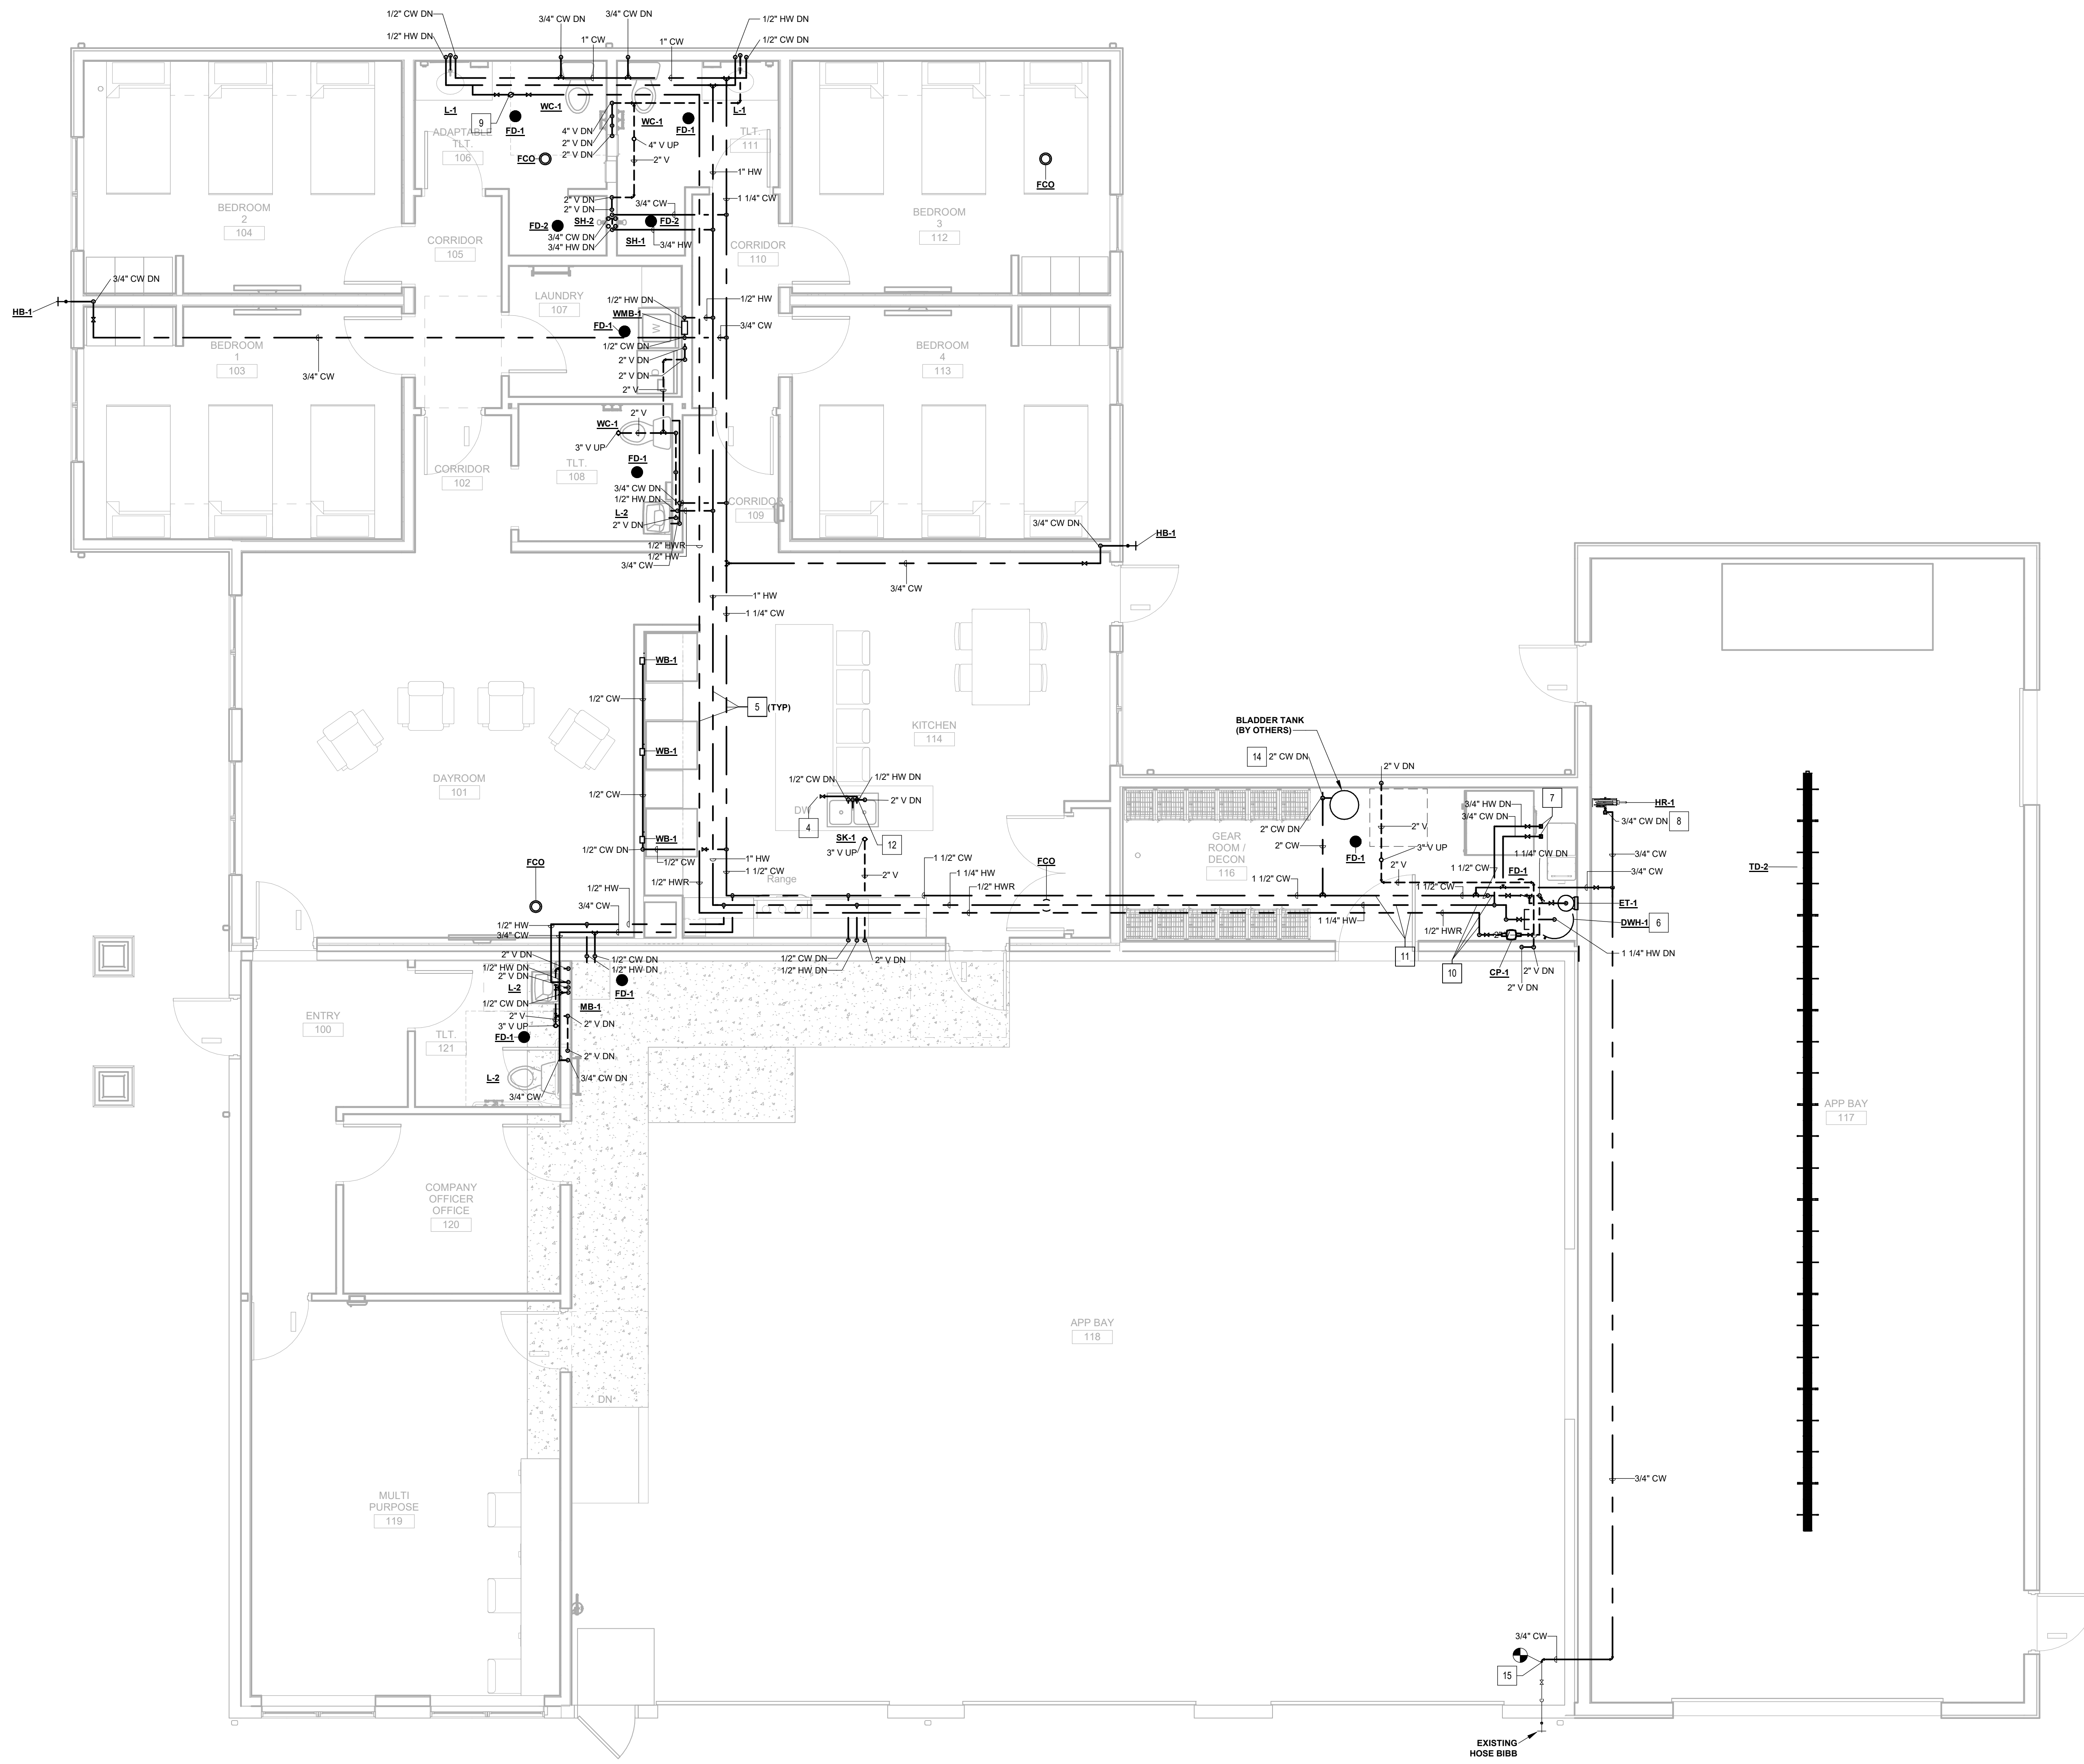 1/2" CW DN
3/4" CW DN
3/4" CW DN
1/2" HW DN
1/2" HW DN
1" CW
1" CW
1/2" CW DN
L-1
WC-1
WC-1
L-1
9
FD-1
FD-1
ADAPTABLE
TLT.
106
4" V DN
2" V DN
2" V DN
4" V UP
2" V
TLT.
111
FCO
FCO
1" HW
1 1/4" CW
BEDROOM
2
104
BEDROOM
3
112
2" V DN
2" V DN
3/4" CW
FD-2
SH-2
FD-2
3/4" CW DN
3/4" HW DN
SH-1
3/4" HW
CORRIDOR
105
CORRIDOR
110
3/4" CW DN
HB-1
LAUNDRY
107
1/2" HW DN
WMB-1
1/2" HW
FD-1
W
3/4" CW
1/2" CW DN
2" V DN
2" V DN
D
2" V
BEDROOM
1
103
3/4" CW
BEDROOM
4
113
2" V
WC-1
3" V UP
FD-1
TLT.
108
CORRIDOR
102
3/4" CW DN
1/2" HW DN
L-2
2" V DN
CORRIDOR
109
3/4" CW DN
HB-1
1/2" HWR
1/2" HW
3/4" CW
3/4" CW
1" HW
1 1/4" CW
WB-1
1/2" CW
5
(TYP)
BLADDER TANK
(BY OTHERS)
KITCHEN
114
WB-1
14
2" CW DN
2" V DN
DAYROOM
101
1/2" CW
1/2" CW DN
1/2" HW DN
2" V DN
DW
4
3/4" HW DN
3/4" CW DN
7
HR-1
3/4" CW DN
8
2" CW DN
GEAR
ROOM /
DECON
116
2" CW
2" V
3" V UP
FD-1
WB-1
SK-1
3" V UP
12
1/2" CW DN
1/2" CW
FCO
1" HW
1 1/2" CW
Range
1/2" HWR
2" V
1 1/2" CW
1 1/4" HW
1/2" HWR
FCO
1 1/2" CW
2" V
1 1/4" CW DN
3/4" CW
FD-1
1 1/2" CW
1 1/2" CW
3/4" CW
TD-2
1/2" HW
3/4" CW
ET-1
DWH-1
6
1 1/4" HW
1/2" HWR
2"
1 1/4" HW DN
1/2" HW
3/4" CW
2" V DN
1/2" HW DN
2" V DN
L-2
1/2" CW DN
2" V
3" V UP
FD-1
1/2" CW DN
1/2" HW DN
FD-1
MB-1
2" V DN
1/2" CW DN
1/2" HW DN
2" V DN
11
10
CP-1
2" V DN
2" V DN
ENTRY
100
TLT.
121
L-2
2" V DN
3/4" CW DN
3/4" CW
APP BAY
117
COMPANY
OFFICER
OFFICE
120
APP BAY
118
DN
MULTI
PURPOSE
119
3/4" CW
3/4" CW
15
EXISTING
HOSE BIBB